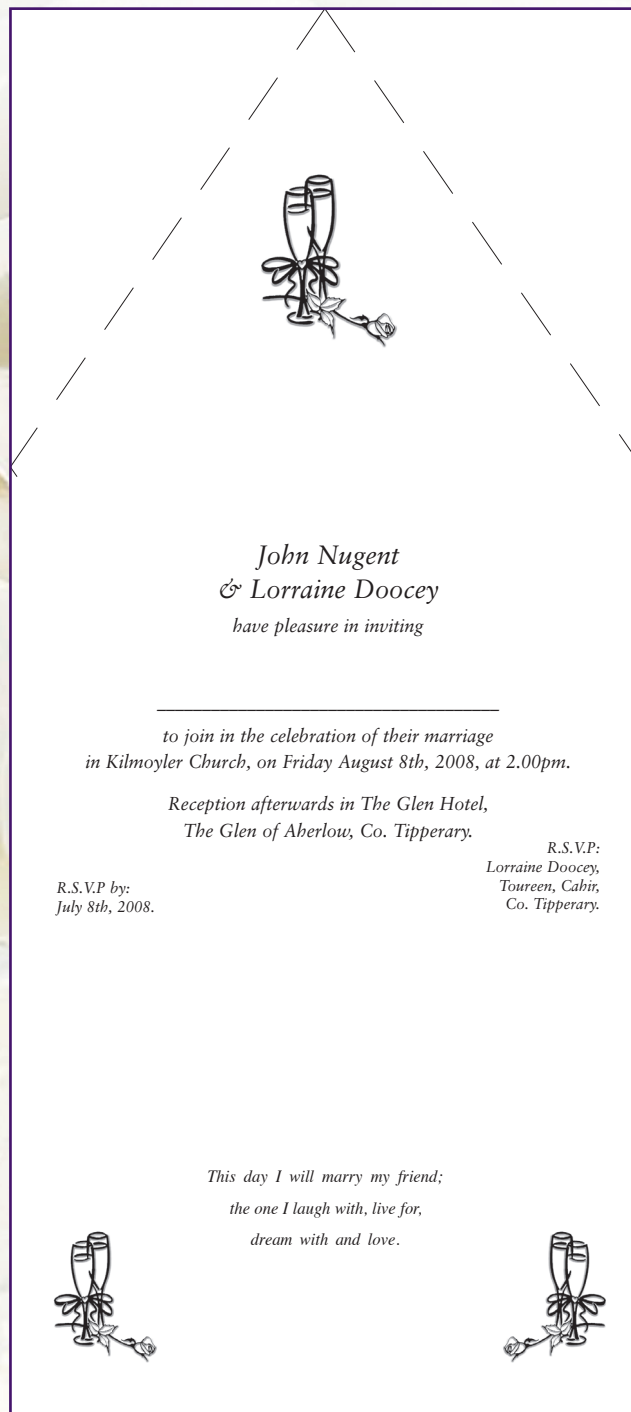 John Nugent
& Lorraine Doocey
have pleasure in inviting
to join in the celebration of their marriage
in Kilmoyler Church, on Friday August 8th, 2008, at 2.00pm.
Reception afterwards in The Glen Hotel,
The Glen of Aherlow, Co. Tipperary.
R.S.V.P by:
July 8th, 2008.
R.S.V.P:
Lorraine Doocey,
Toureen, Cahir,
Co. Tipperary.
This day I will marry my friend;
the one I laugh with, live for,
dream with and love.